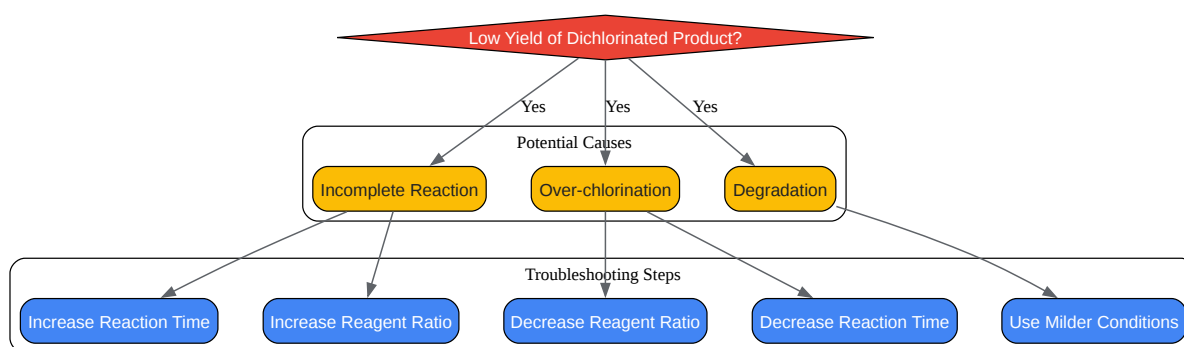 Low Yield of Dichlorinated Product?
Yes
Yes
Yes
Potential Causes
Incomplete Reaction
Over-chlorination
Degradation
Troubleshooting Steps
Increase Reaction Time
Increase Reagent Ratio
Decrease Reagent Ratio
Decrease Reaction Time
Use Milder Conditions